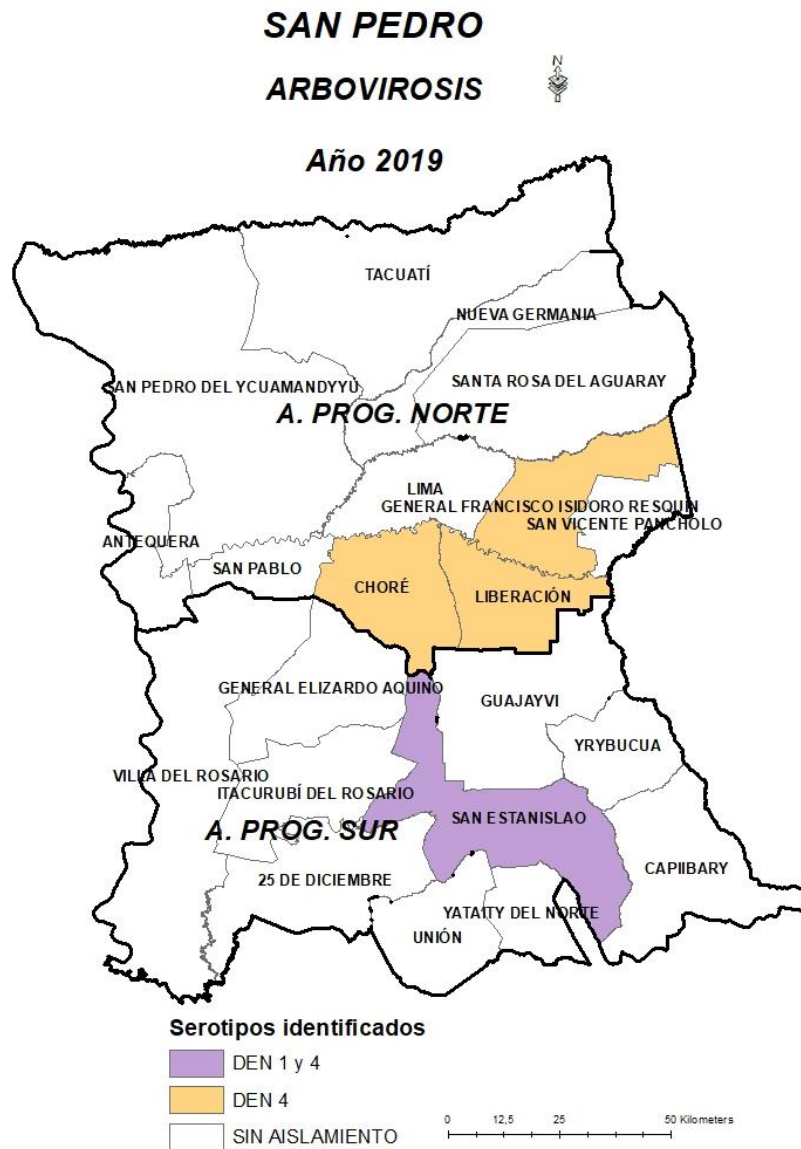 SAN PEDRO
ARBOVIROSIS
N
Año 2019
TACUATÍ
NUEVA GERMANIA
SANTA ROSA DEL AGUARAY
SAN PEDRO DEL YCUAMANDYYÚ
A. PROG. NORTE
LIMA
GENERAL FRANCISCO ISIDORO RESQUIN
SAN VICENTE PANCHOLO
ANTEQUERA
SAN PABLO
CHORÉ
LIBERACIÓN
GENERAL ELIZARDO AQUINO
GUAJAYVI
YRYBUCUA
VILLA DEL ROSARIO
ITACURUBÍ DEL ROSARIO
SAN ESTANISLAO
A. PROG. SUR
CAPIIBARY
25 DE DICIEMBRE
YATAITY DEL NORTE
UNIÓN
Serotipos identificados
DEN 1 y 4
DEN 4
SIN AISLAMIENTO
0 12,5 25 50 Kilometers